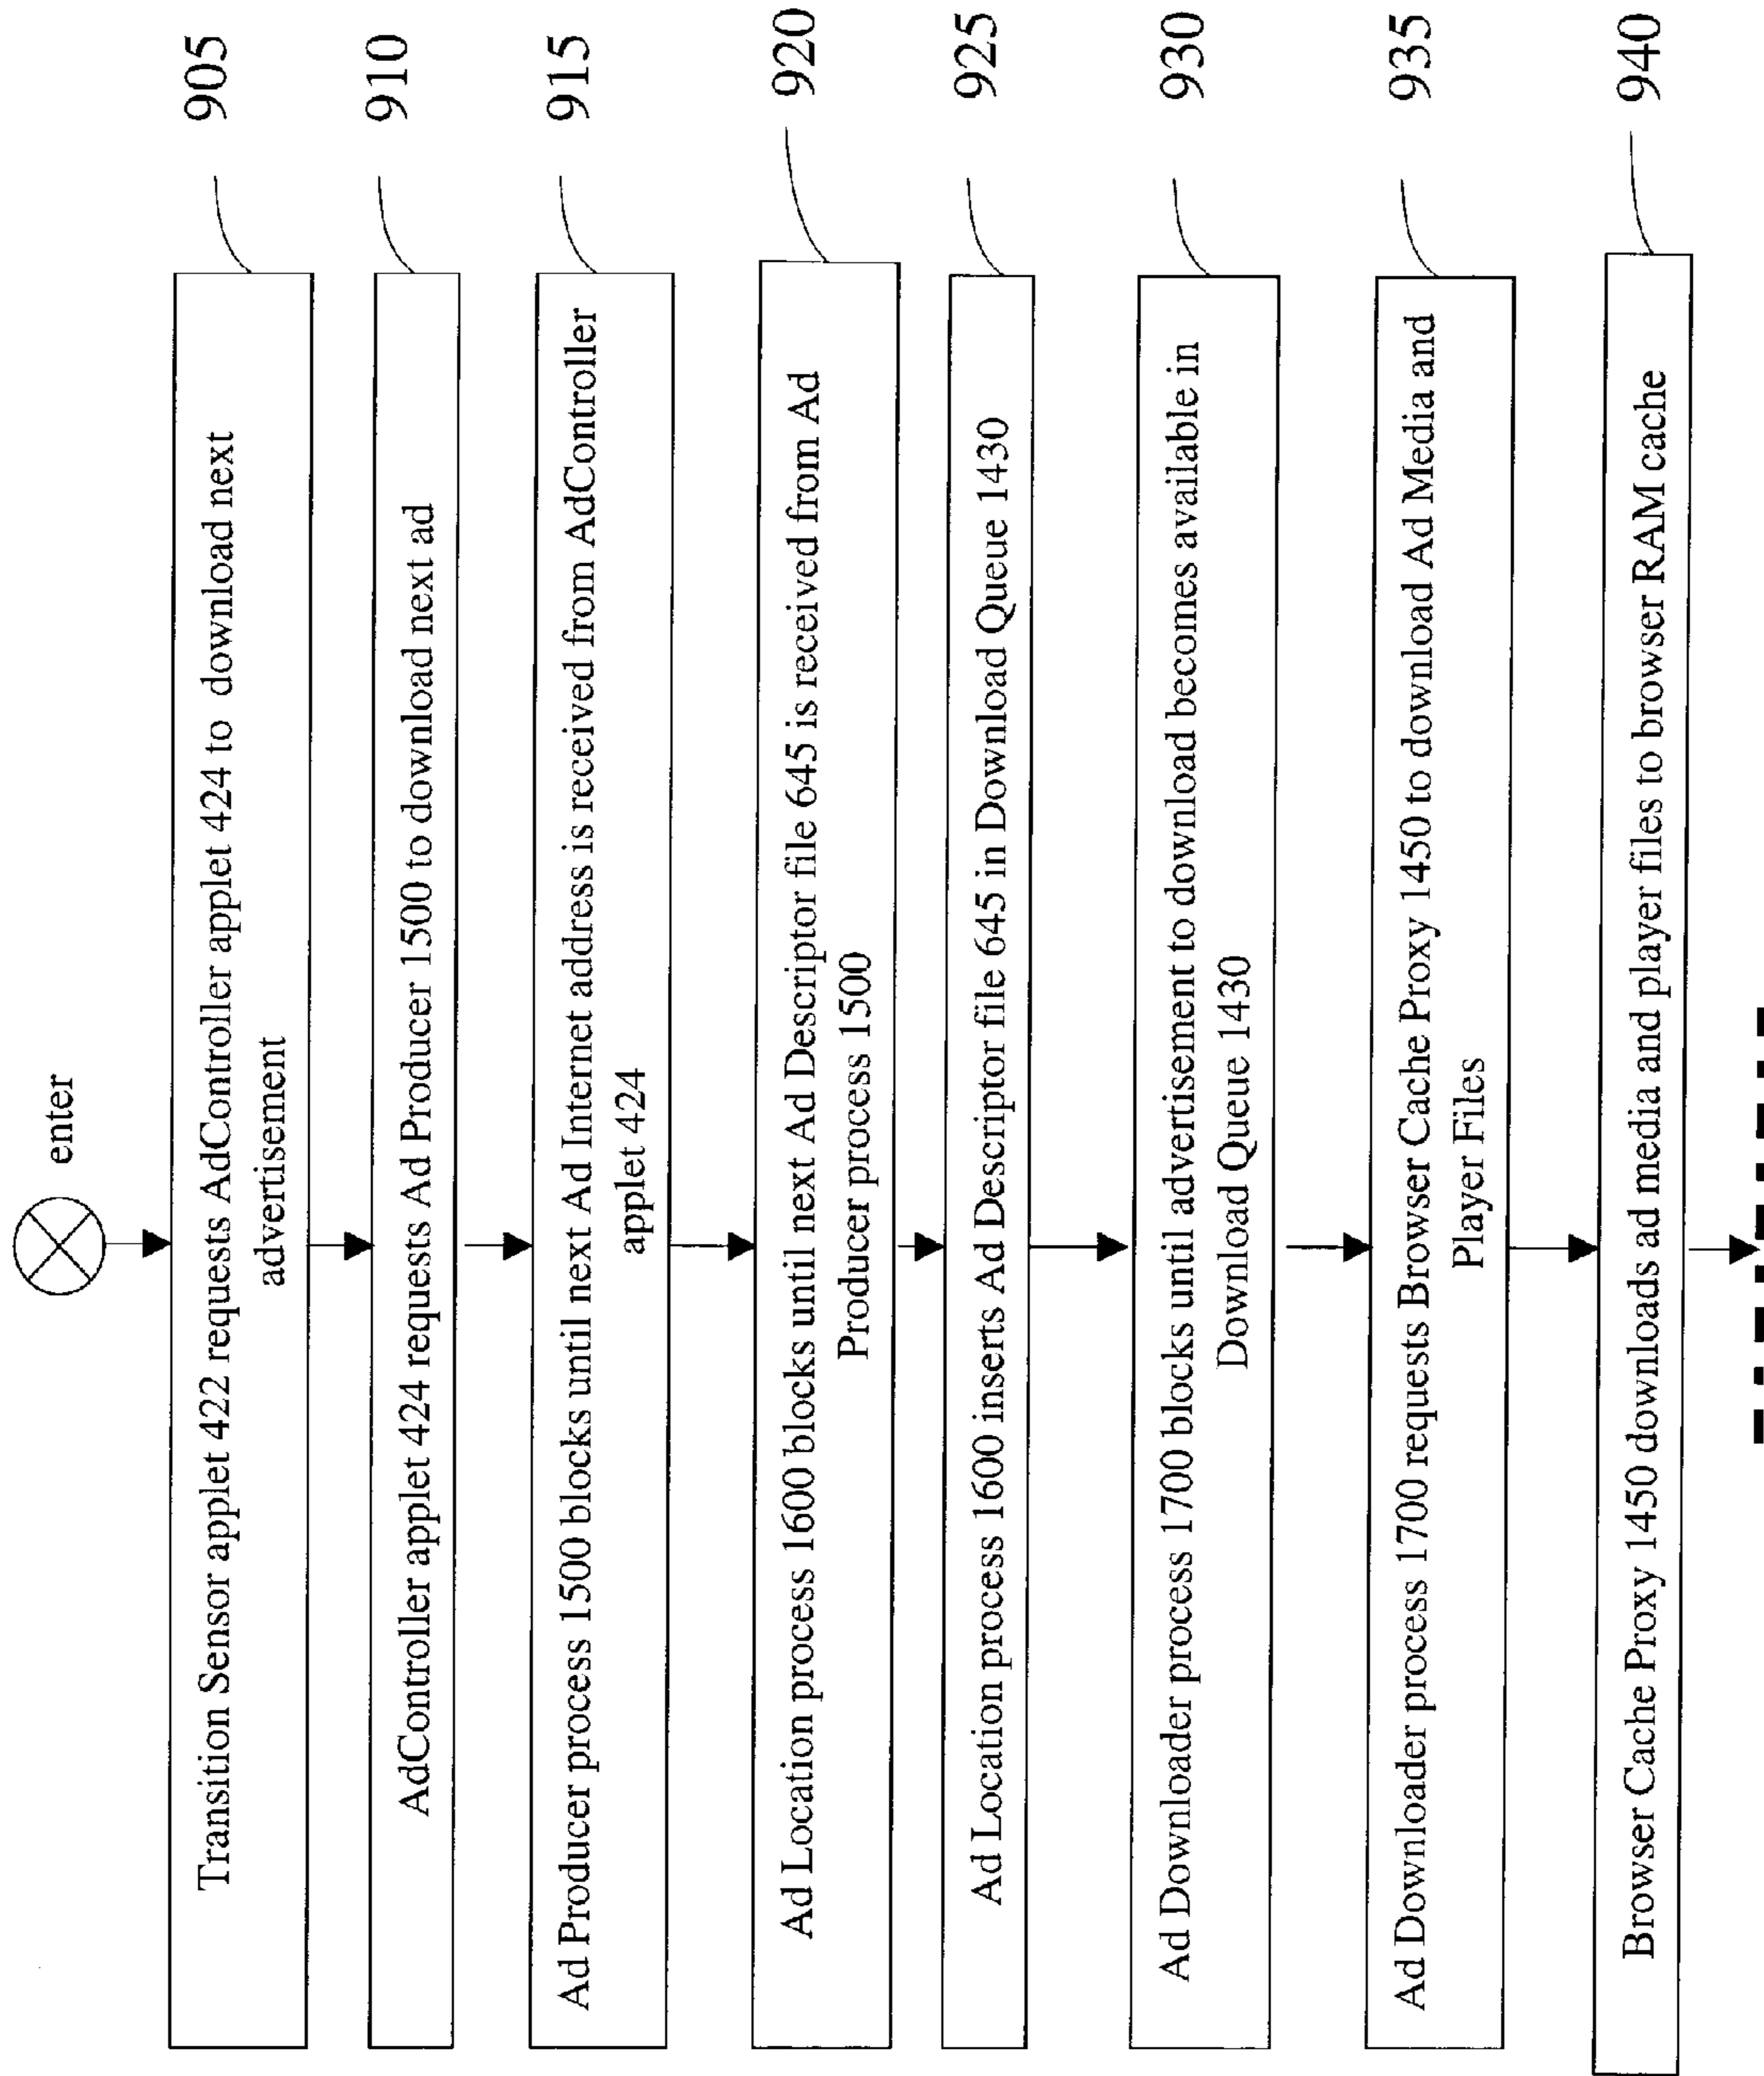 enter
Transition Sensor applet 422 requests AdController applet 424 to download next
advertisement
905
AdController applet 424 requests Ad Producer 1500 to download next ad
910
Ad Producer process 1500 blocks until next Ad Internet address is received from AdController
applet 424
915
Ad Location process 1600 blocks until next Ad Descriptor file 645 is received from Ad
Producer process 1500
920
Ad Location process 1600 inserts Ad Descriptor file 645 in Download Queue 1430
925
Ad Downloader process 1700 blocks until advertisement to download becomes available in
Download Queue 1430
930
Ad Downloader process 1700 requests Browser Cache Proxy 1450 to download Ad Media and
Player Files
935
Browser Cache Proxy 1450 downloads ad media and player files to browser RAM cache
940